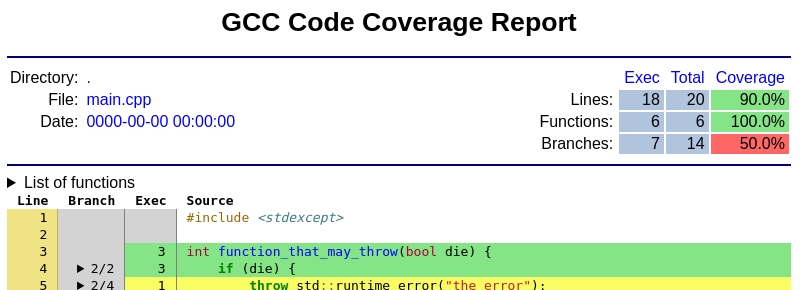 GCC Code Coverage Report
Directory: .
File: main.cpp
Date: 0000-00-00 00:00:00
Exec Total Coverage
Lines: 18 20 90.0%
Functions: 6 6 100.0%
Branches: 7 14 50.0%
▶ List of functions
Line Branch Exec Source
1 #include <stdexcept>
2
3 3 int function_that_may_throw(bool die) {
4 ▶ 2/2 3 if (die) {
5 ▶ 2/4 1 throw std::runtime_error("the error");